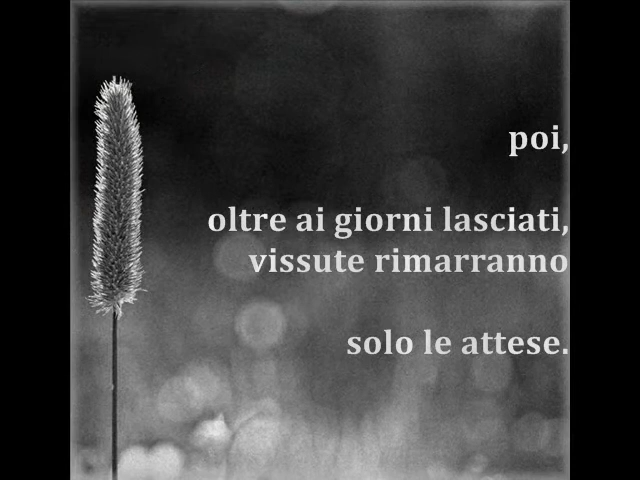 poi,
oltre ai giorni lasciati,
vissute rimarranno
solo le attese.